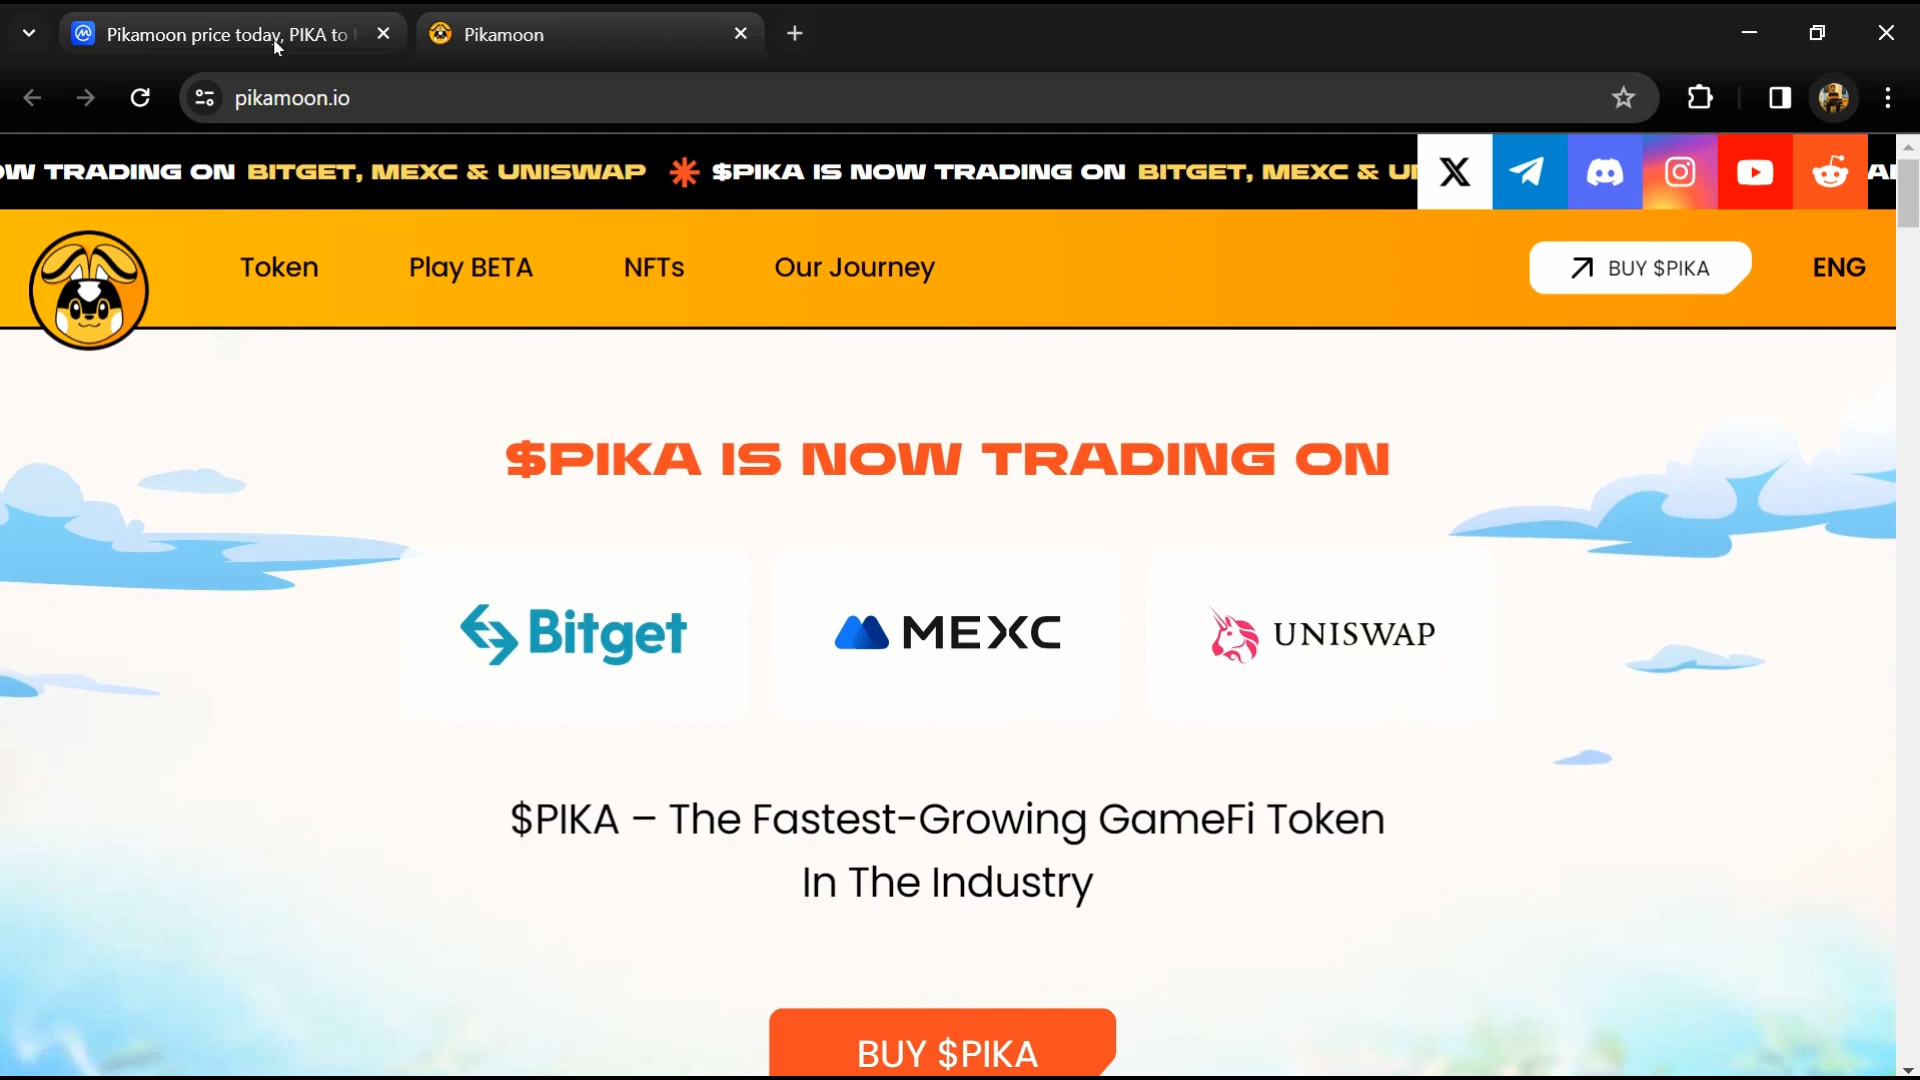 Pikamoon price today, PIKA to
Pikamoon
pikamoon.io
OW TRADING ON BITGET, MEXC & UNISWAP $PIKA IS NOW TRADING ON BITGET, MEXC &
Token
Play BETA
NFTs
Our Journey
BUY $PIKA
ENG
$PIKA IS NOW TRADING ON
Bitget
MEXC
UNISWAP
$PIKA – The Fastest-Growing GameFi Token
In The Industry
BUY $PIKA